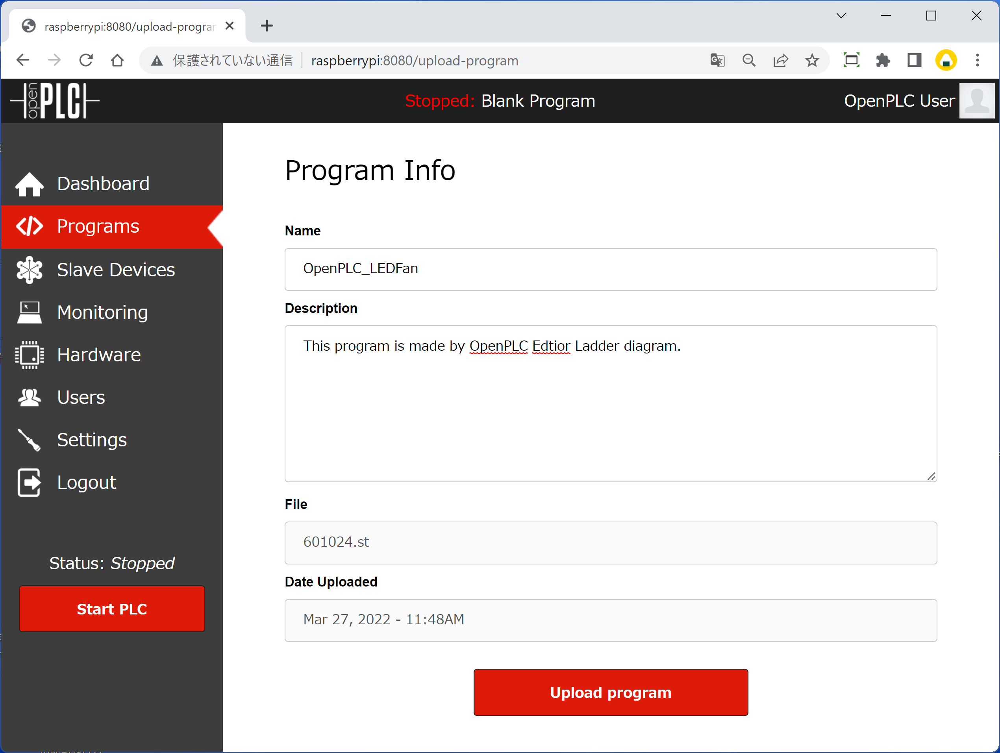 raspberrypi:8080/upload-program
保護されていない通信 raspberrypi:8080/upload-program
open PLC
Stopped: Blank Program
OpenPLC User
Dashboard
Programs
Slave Devices
Monitoring
Hardware
Users
Settings
Logout
Status: Stopped
Start PLC
Program Info
Name
OpenPLC_LEDFan
Description
This program is made by OpenPLC Edtior Ladder diagram.
File
601024.st
Date Uploaded
Mar 27, 2022 - 11:48AM
Upload program